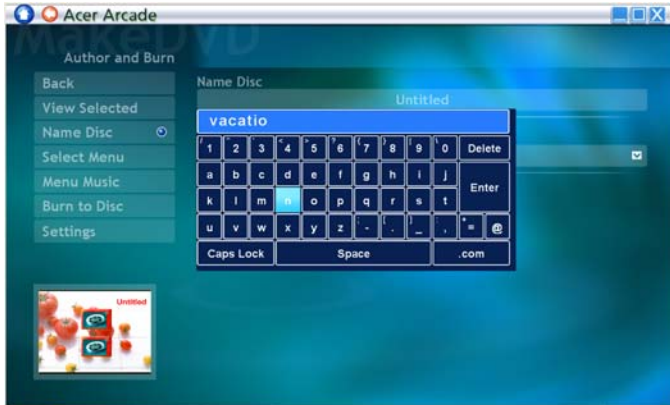 Acer Arcade
MakeDVD
Author and Burn
Back
View Selected
Name Disc
Select Menu
Menu Music
Burn to Disc
Settings
Untitled
Name Disc
Untitled
vacatio
1 2 3 4 5 6 7 8 9 0 Delete
a b c d e f g h i j
Enter
k l m n o p q r s t
u v w x y z - . _ , = @
Caps Lock Space .com